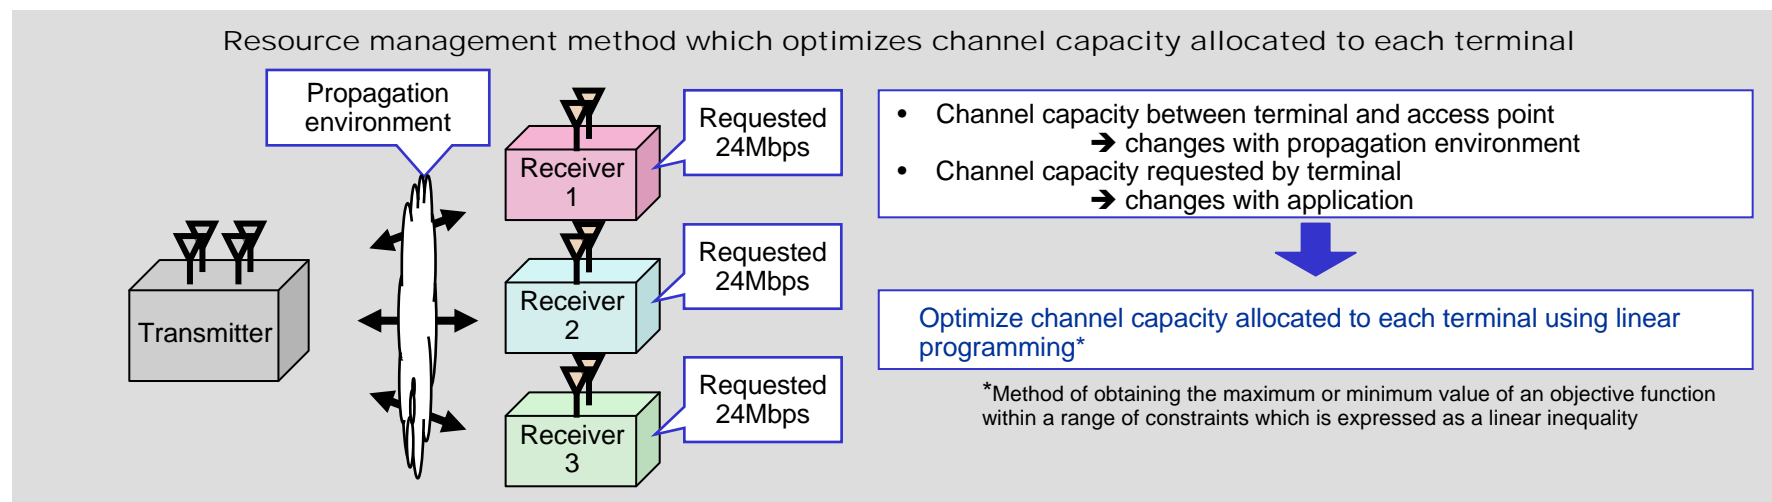 Resource management method which optimizes channel capacity allocated to each terminal
Propagation
environment
Transmitter
Receiver
1
Requested
24Mbps
Receiver
2
Requested
24Mbps
Receiver
3
Requested
24Mbps
• Channel capacity between terminal and access point
➔ changes with propagation environment
• Channel capacity requested by terminal
➔ changes with application
Optimize channel capacity allocated to each terminal using linear
programming*
*Method of obtaining the maximum or minimum value of an objective function
within a range of constraints which is expressed as a linear inequality